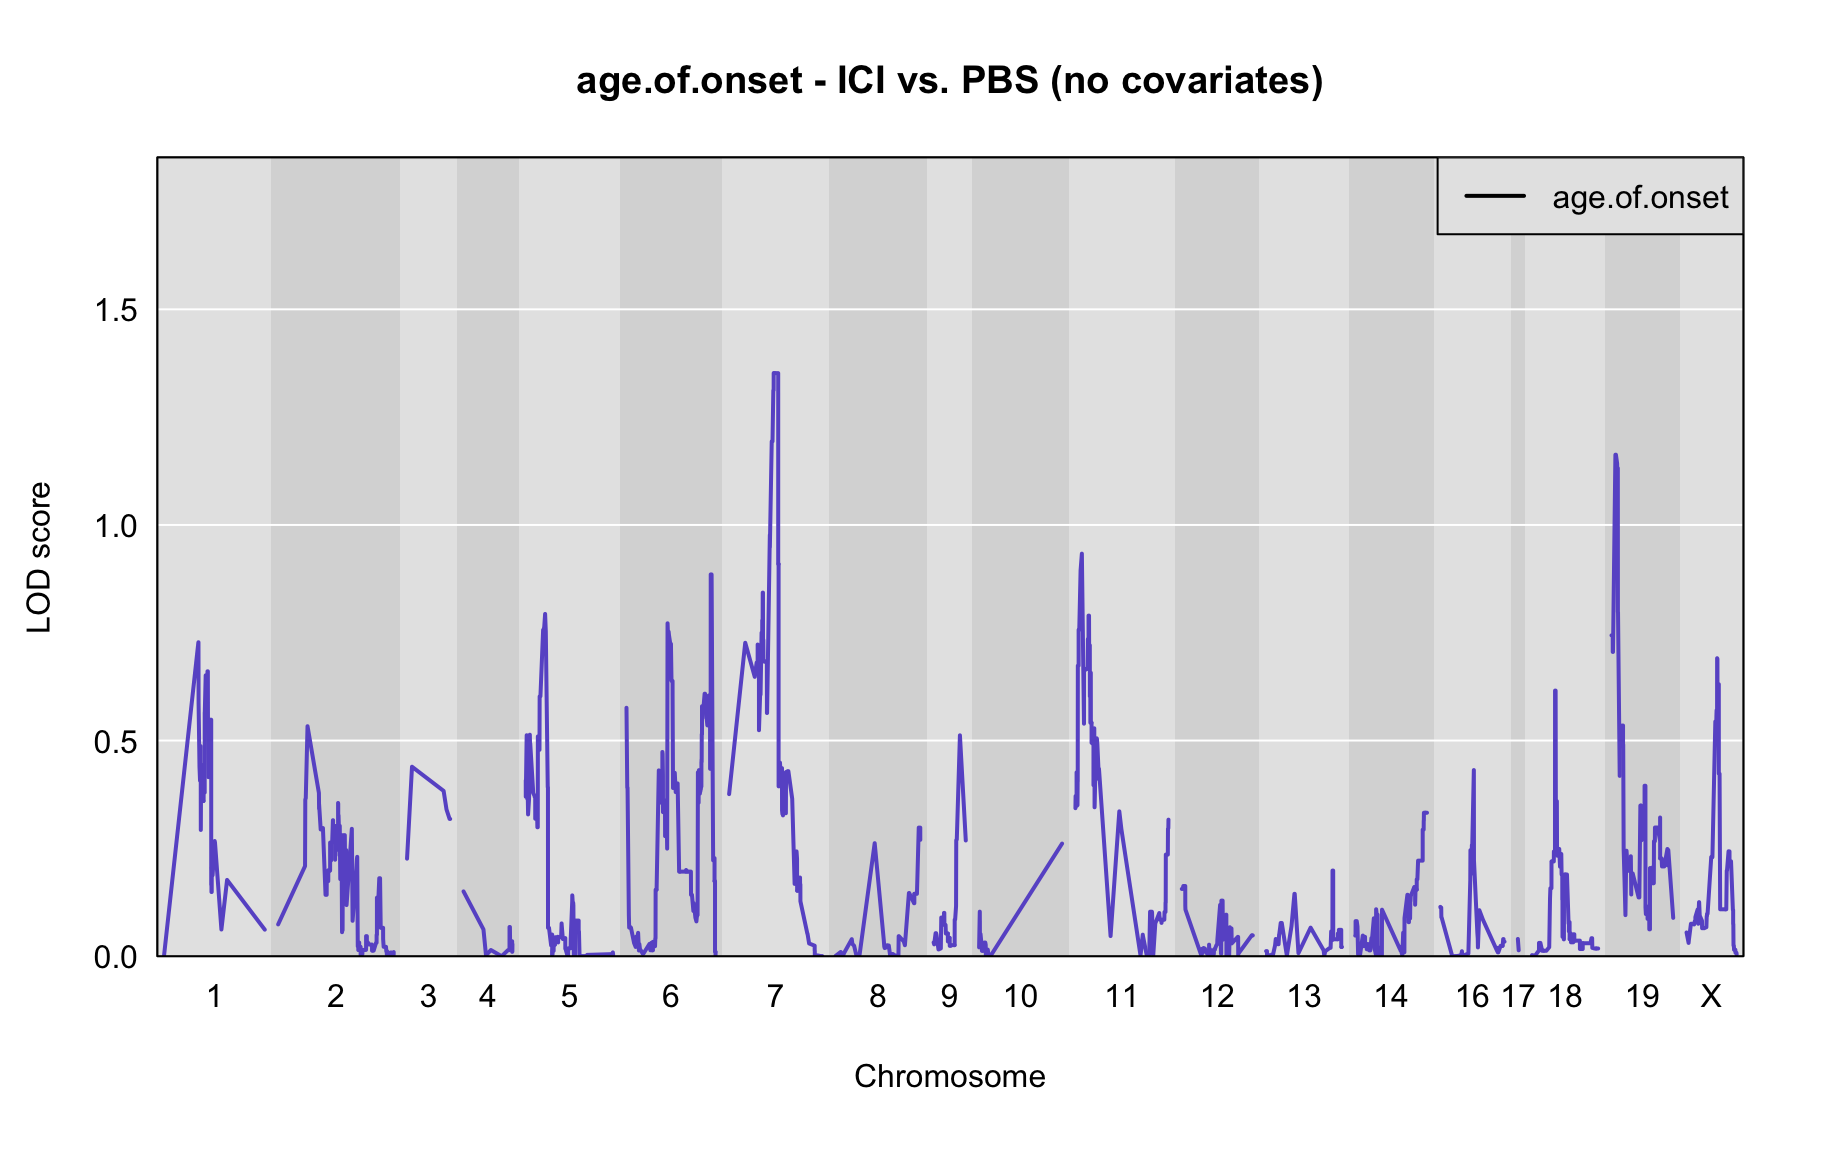 age.of.onset - ICI vs. PBS (no covariates)
age.of.onset
LOD score
1.5
1.0
0.5
0.0
1 2 3 4 5 6 7 8 9 10 11 12 13 14 16 17 18 19 X
Chromosome